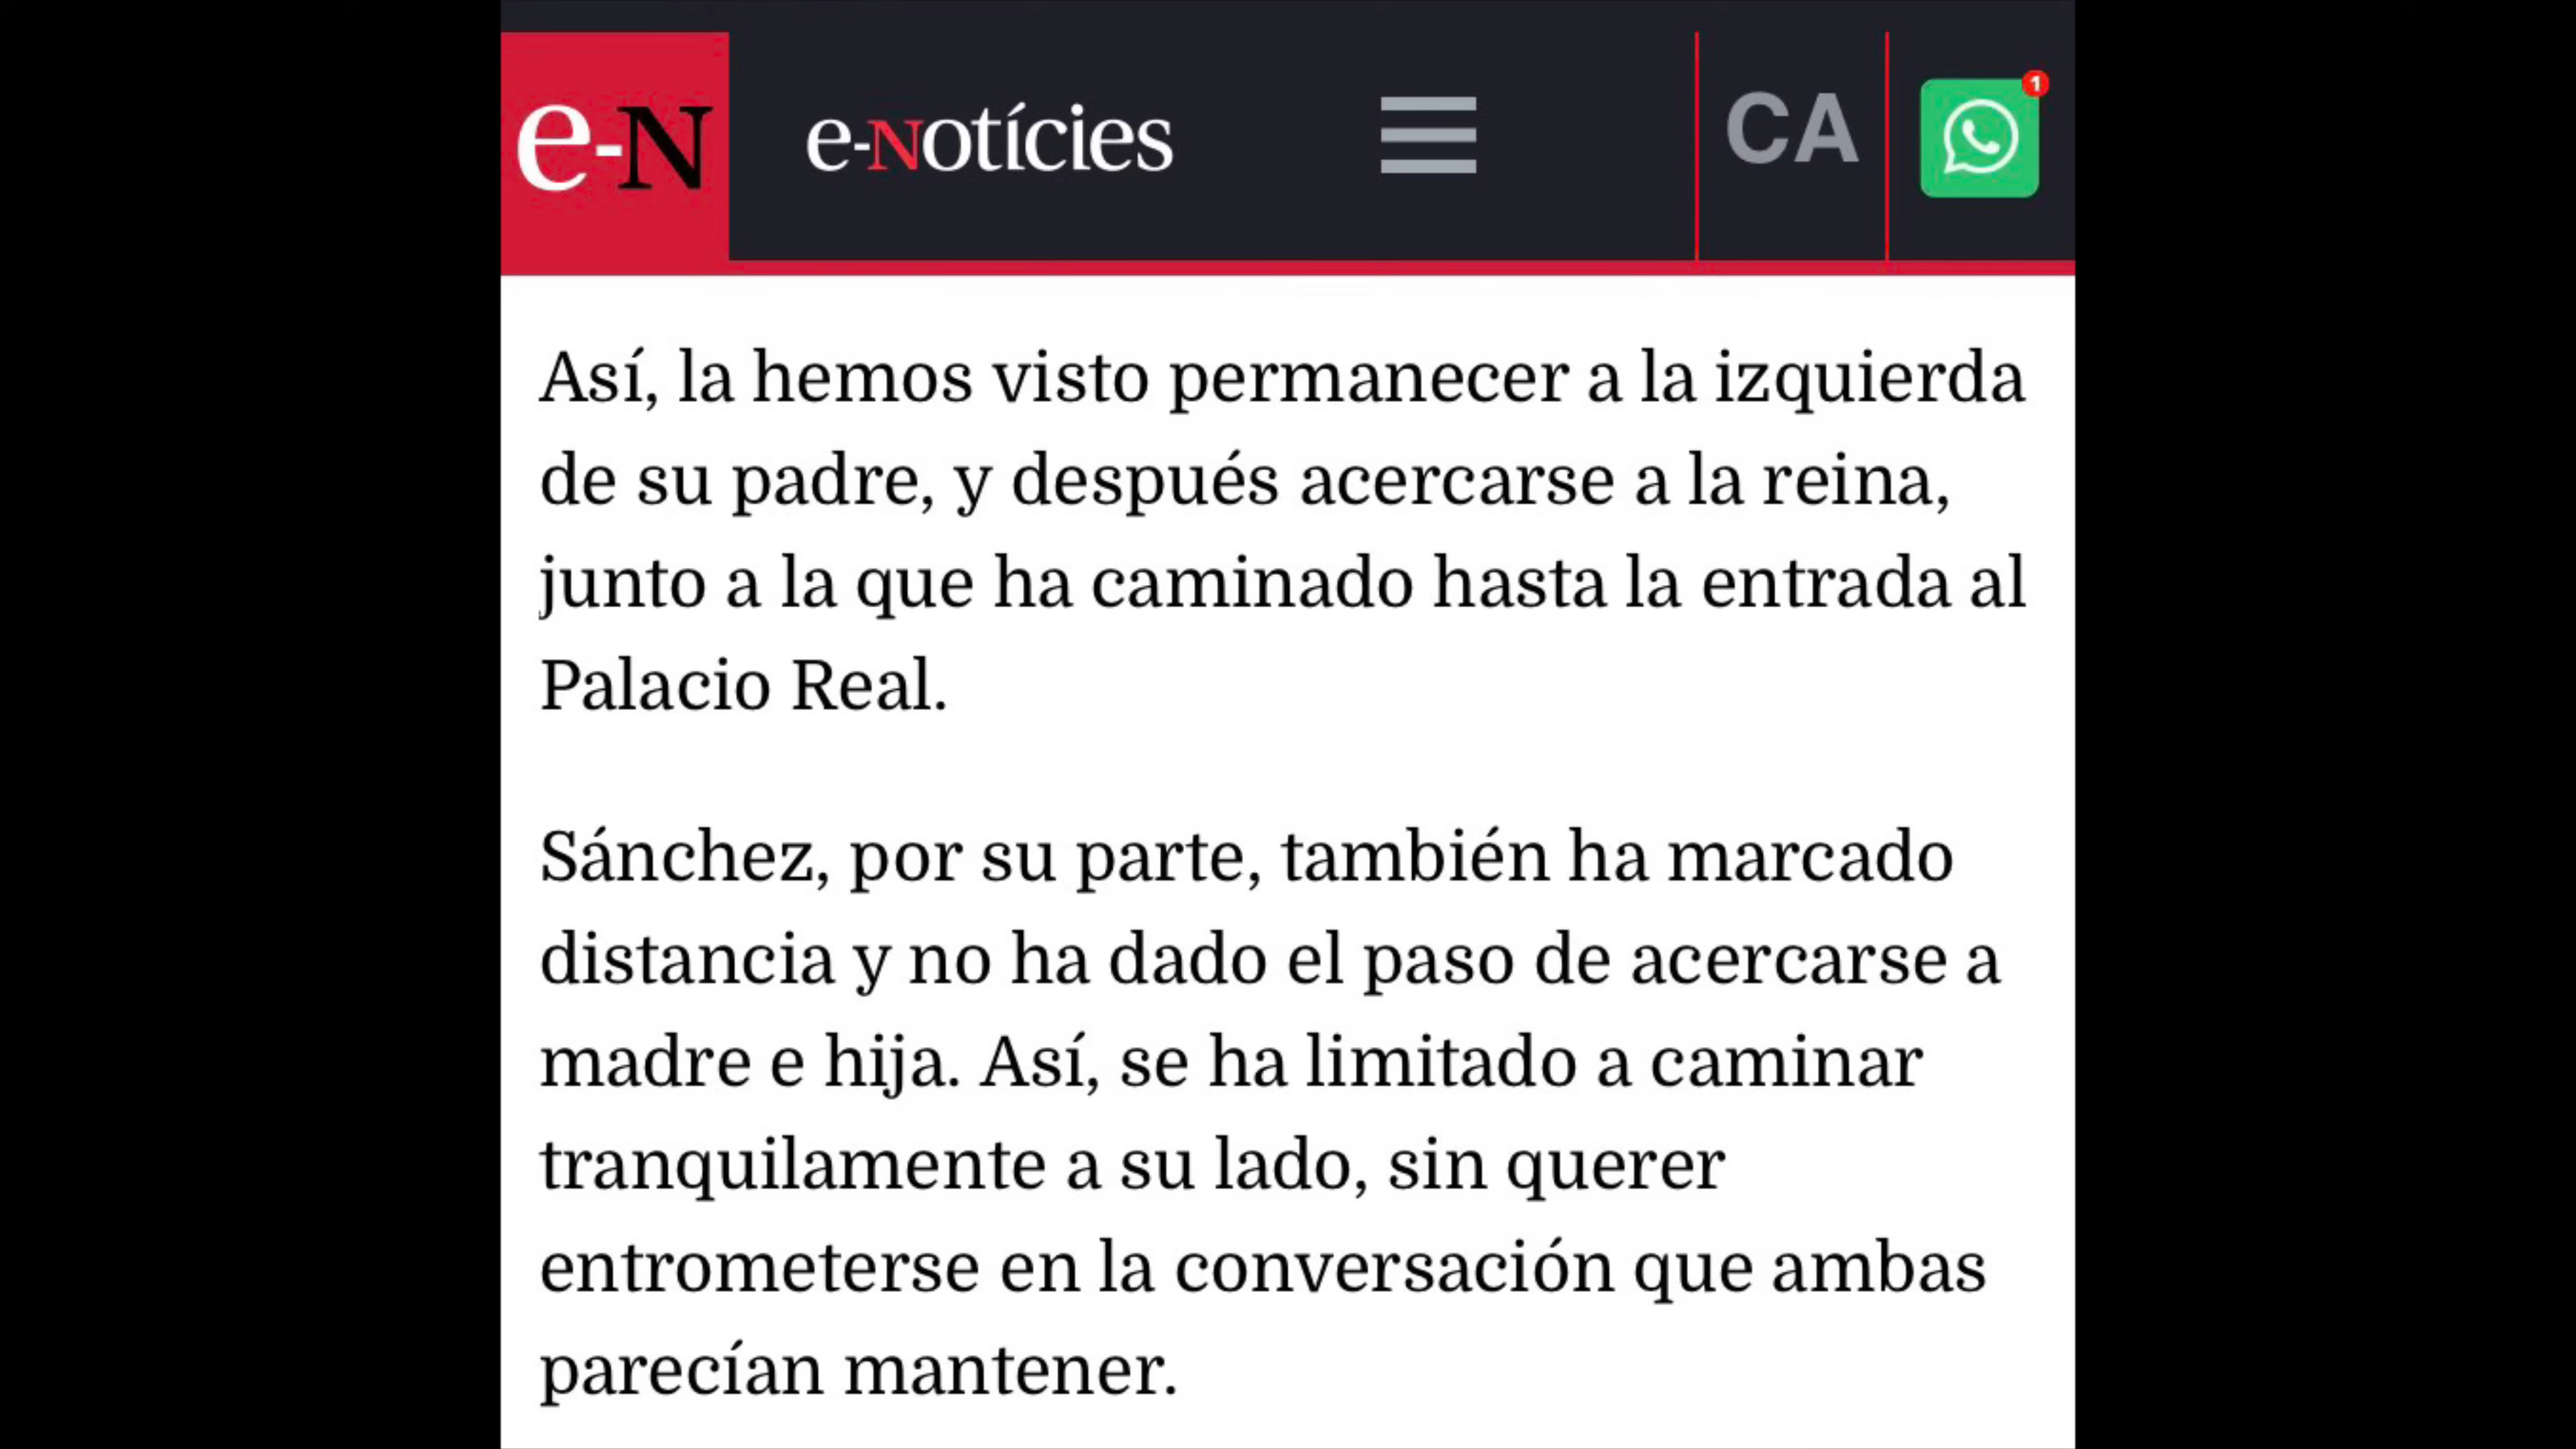 e-N
e-Notícies
CA
1
Así, la hemos visto permanecer a la izquierda
de su padre, y después acercarse a la reina,
junto a la que ha caminado hasta la entrada al
Palacio Real.
Sánchez, por su parte, también ha marcado
distancia y no ha dado el paso de acercarse a
madre e hija. Así, se ha limitado a caminar
tranquilamente a su lado, sin querer
entrometerse en la conversación que ambas
parecían mantener.